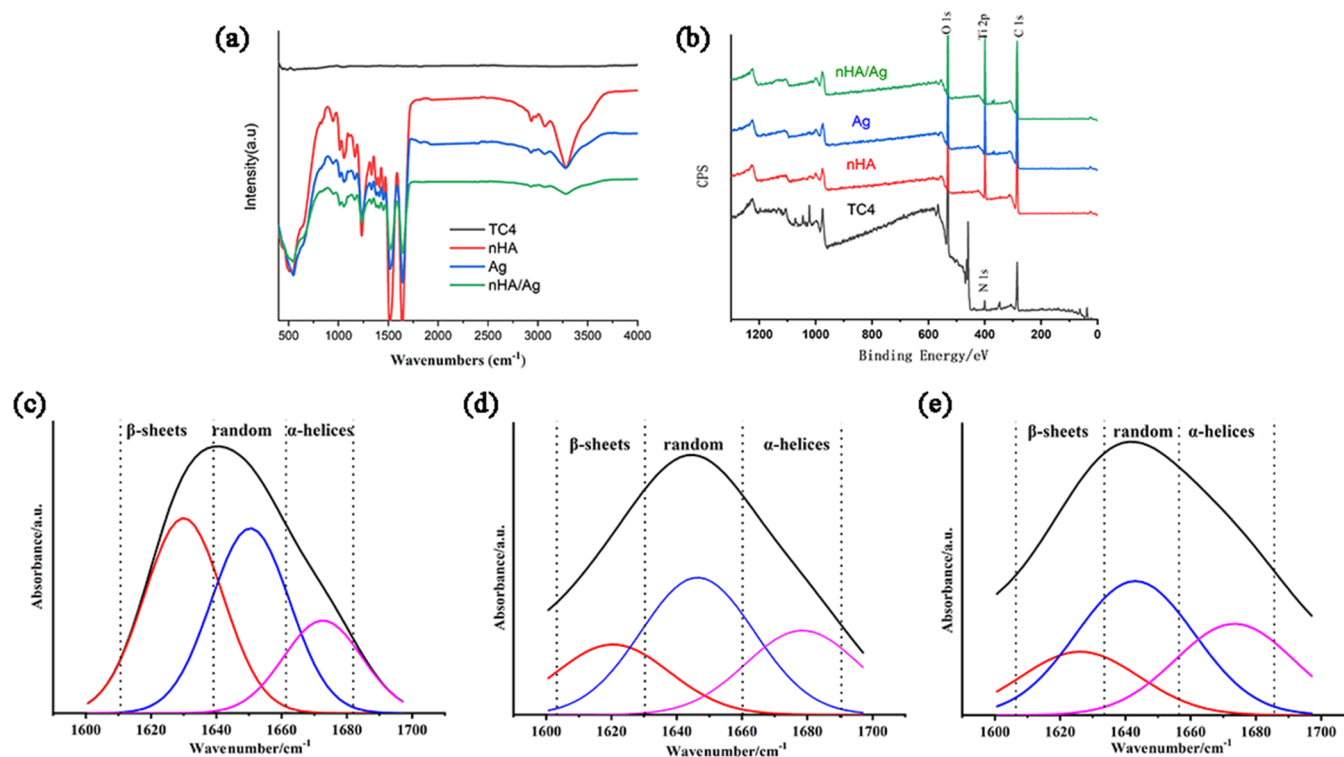 (a)
Intensity(a.u)
TC4
nHA
Ag
nHA/Ag
500 1000 1500 2000 2500 3000 3500 4000
Wavenumbers (cm-1)
(b)
O 1s
Ti 2p
C 1s
nHA/Ag
Ag
nHA
TC4
N 1s
CPS
1200 1000 800 600 400 200 0
Binding Energy/eV
(c)
β-sheets random α-helices
Absorbance/a.u.
1600 1620 1640 1660 1680 1700
Wavenumber/cm-1
(d)
β-sheets random α-helices
Absorbance/a.u.
1600 1620 1640 1660 1680 1700
Wavenumber/cm-1
(e)
β-sheets random α-helices
Absorbance/a.u.
1600 1620 1640 1660 1680 1700
Wavenumber/cm-1